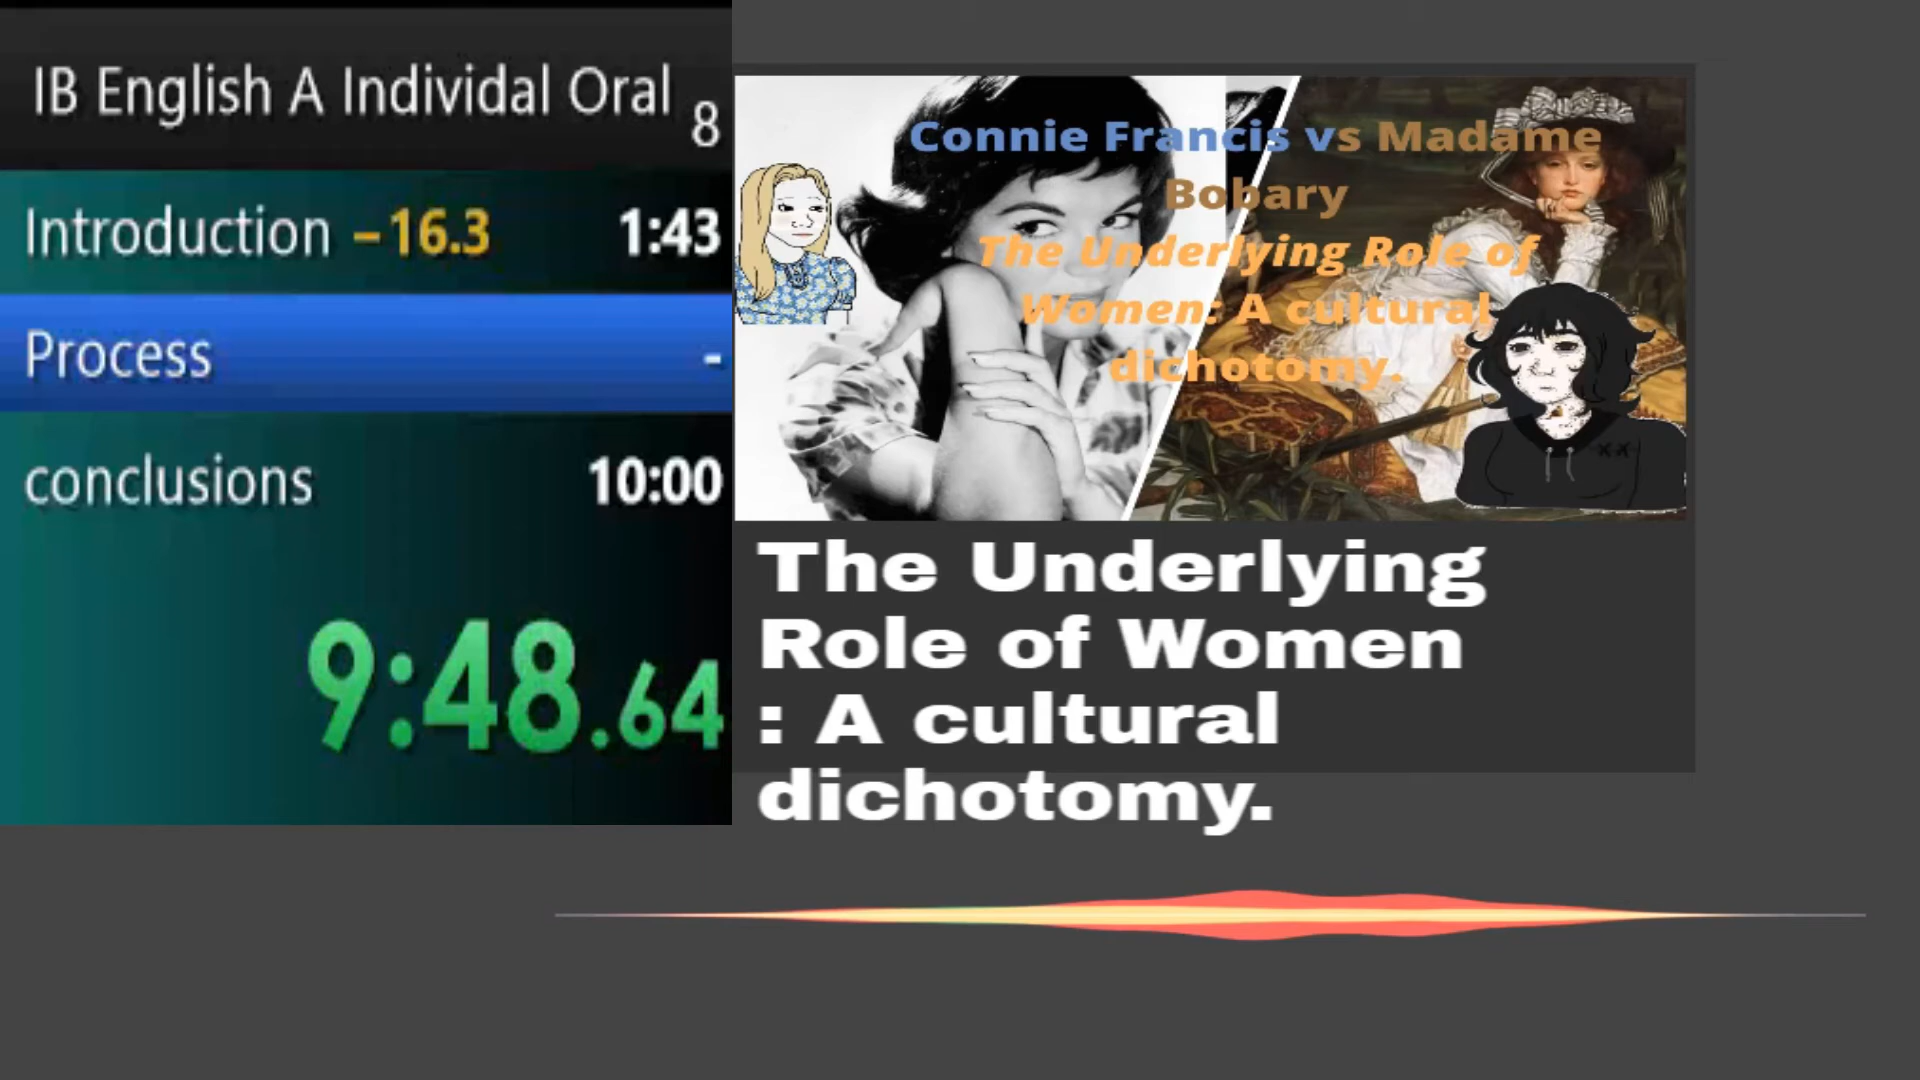 IB English A Individal Oral
8
Introduction -16.3 1:43
Process -
conclusions 10:00
9:48.64
Connie Francis vs Madame
Bobary
The Underlying Role of
Women: A cultural
dichotomy.
The Underlying
Role of Women
: A cultural
dichotomy.